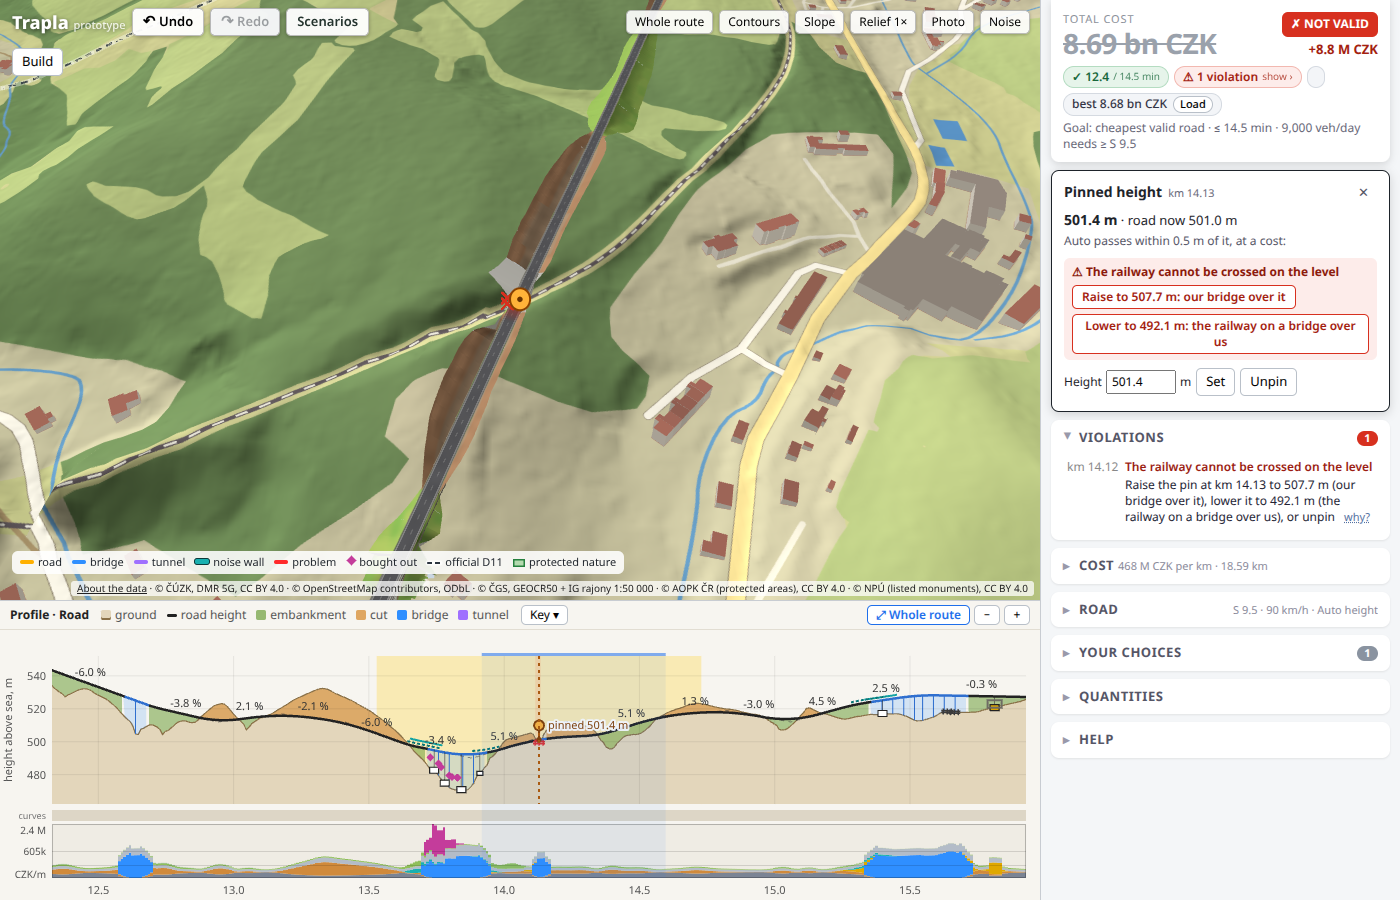 Trapla prototype ↶ Undo ↷ Redo Scenarios
Whole route Contours Slope Relief 1× Photo Noise
Build
road bridge tunnel noise wall problem bought out official D11 protected nature
About the data · © ČÚZK, DMR 5G, CC BY 4.0 · © OpenStreetMap contributors, ODbL · © ČGS, GEOCR50 + IG rajony 1:50 000 · © AOPK ČR (protected areas), CC BY 4.0 · © NPÚ (listed monuments), CC BY 4.0
Profile · Road ground road height embankment cut bridge tunnel Key ▾
⤢ Whole route − +
height above sea, m
540
520
500
480
-6.0 %
-3.8 %
2.1 %
-2.1 %
-6.0 %
3.4 %
5.1 %
pinned 501.4 m
5.1 %
1.3 %
-3.0 %
4.5 %
2.5 %
-0.3 %
curves
2.4 M
605k
CZK/m
12.5 13.0 13.5 14.0 14.5 15.0 15.5
TOTAL COST
✗ NOT VALID
8.69 bn CZK
+8.8 M CZK
✓ 12.4 / 14.5 min ⚠ 1 violation show ›
best 8.68 bn CZK Load
Goal: cheapest valid road · ≤ 14.5 min · 9,000 veh/day
needs ≥ S 9.5
Pinned height km 14.13 ✕
501.4 m · road now 501.0 m
Auto passes within 0.5 m of it, at a cost:
⚠ The railway cannot be crossed on the level
Raise to 507.7 m: our bridge over it
Lower to 492.1 m: the railway on a bridge over
us
Height 501.4 m Set Unpin
▼ VIOLATIONS 1
km 14.12 The railway cannot be crossed on the level
Raise the pin at km 14.13 to 507.7 m (our
bridge over it), lower it to 492.1 m (the
railway on a bridge over us), or unpin why?
▶ COST 468 M CZK per km · 18.59 km
▶ ROAD S 9.5 · 90 km/h · Auto height
▶ YOUR CHOICES 1
▶ QUANTITIES
▶ HELP